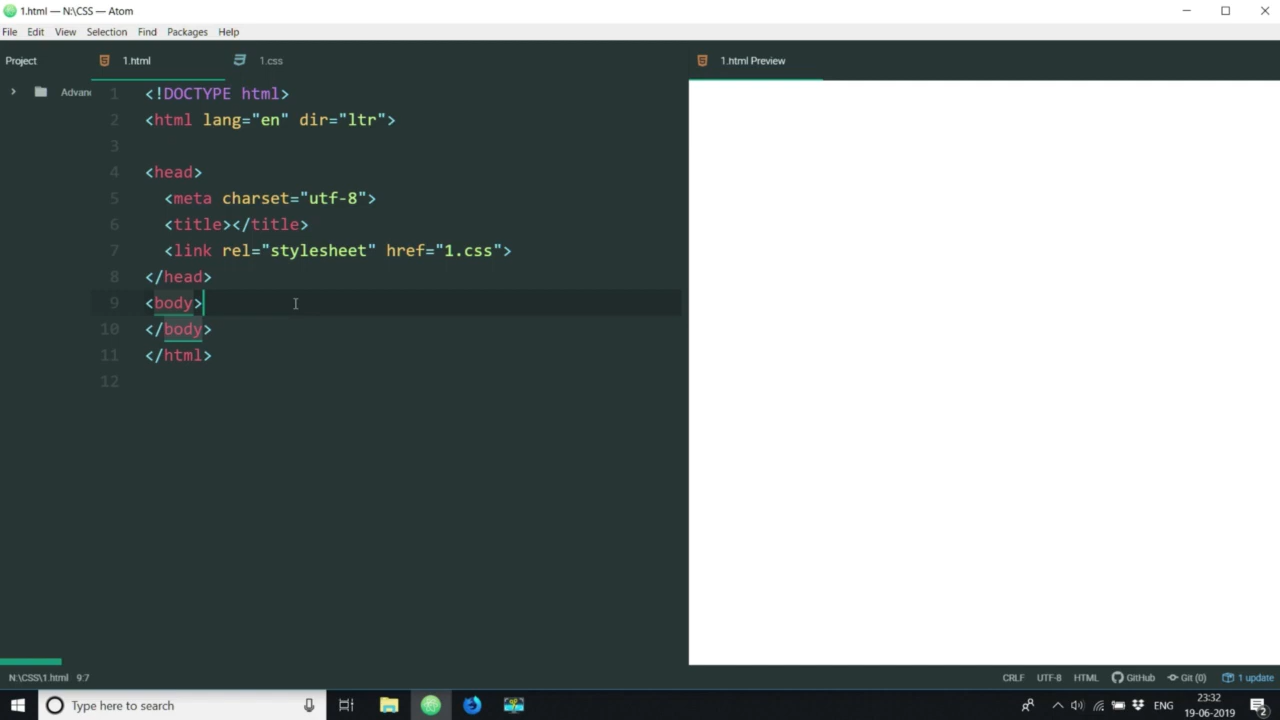 1.html — N:\CSS — Atom
File Edit View Selection Find Packages Help
Project 1.html 1.css 1.html Preview
Advanc
1 <!DOCTYPE html>
2 <html lang="en" dir="ltr">
3
4 <head>
5 <meta charset="utf-8">
6 <title></title>
7 <link rel="stylesheet" href="1.css">
8 </head>
9 <body>
10 </body>
11 </html>
12
N:\CSS\1.html 9:7 CRLF UTF-8 HTML GitHub Git (0) 1 update
Type here to search ENG 23:32
19-06-2019 2